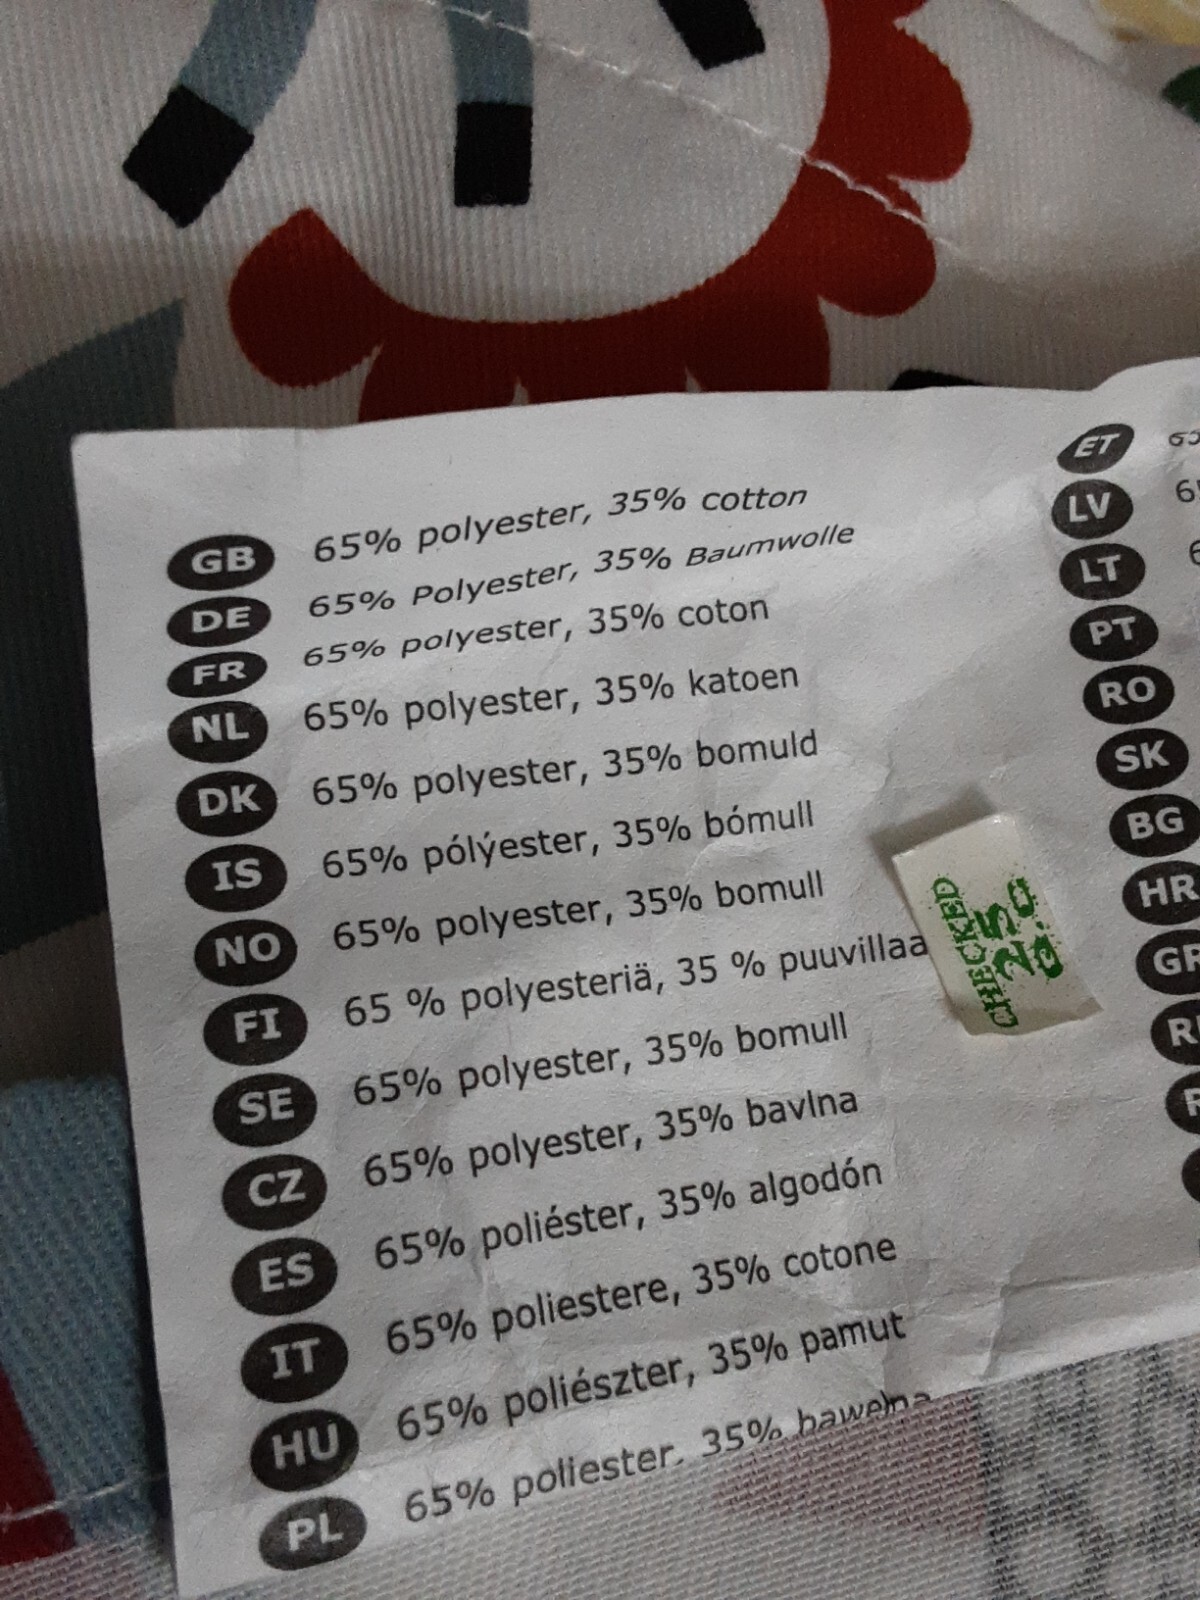 GB 65% polyester, 35% cotton
DE 65% Polyester, 35% Baumwolle
FR 65% polyester, 35% coton
NL 65% polyester, 35% katoen
DK 65% polyester, 35% bomuld
IS 65% pólýester, 35% bómull
NO 65% polyester, 35% bomull
FI 65 % polyesteriä, 35 % puuvillaa
SE 65% polyester, 35% bomull
CZ 65% polyester, 35% bavlna
ES 65% poliéster, 35% algodón
IT 65% poliestere, 35% cotone
HU 65% poliészter, 35% pamut
PL 65% poliester, 35% bawełna
CHECKED
25
ET
LV
LT
PT
RO
SK
BG
HR
GR